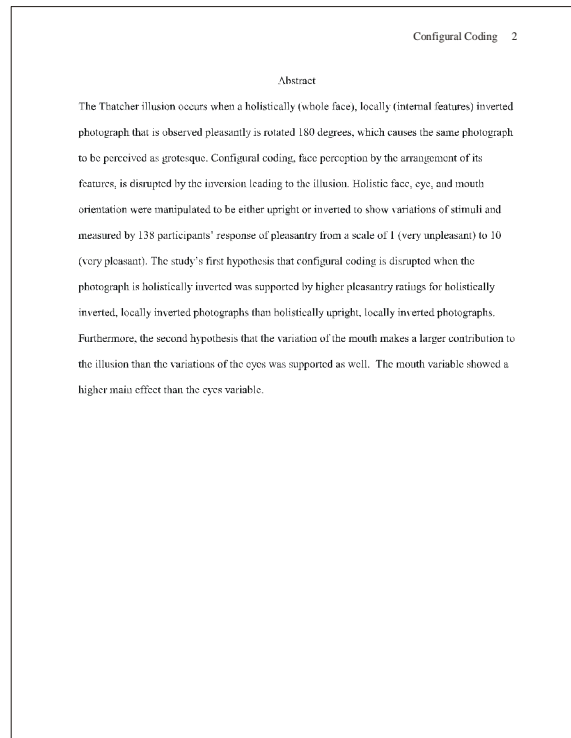 Configural Coding 2
Abstract
The Thatcher illusion occurs when a holistically (whole face), locally (internal features) inverted
photograph that is observed pleasantly is rotated 180 degrees, which causes the same photograph
to be perceived as grotesque. Configural coding, face perception by the arrangement of its
features, is disrupted by the inversion leading to the illusion. Holistic face, eye, and mouth
orientation were manipulated to be either upright or inverted to show variations of stimuli and
measured by 138 participants' response of pleasantry from a scale of 1 (very unpleasant) to 10
(very pleasant). The study's first hypothesis that configural coding is disrupted when the
photograph is holistically inverted was supported by higher pleasantry ratings for holistically
inverted, locally inverted photographs than holistically upright, locally inverted photographs.
Furthermore, the second hypothesis that the variation of the mouth makes a larger contribution to
the illusion than the variations of the eyes was supported as well. The mouth variable showed a
higher main effect than the eyes variable.